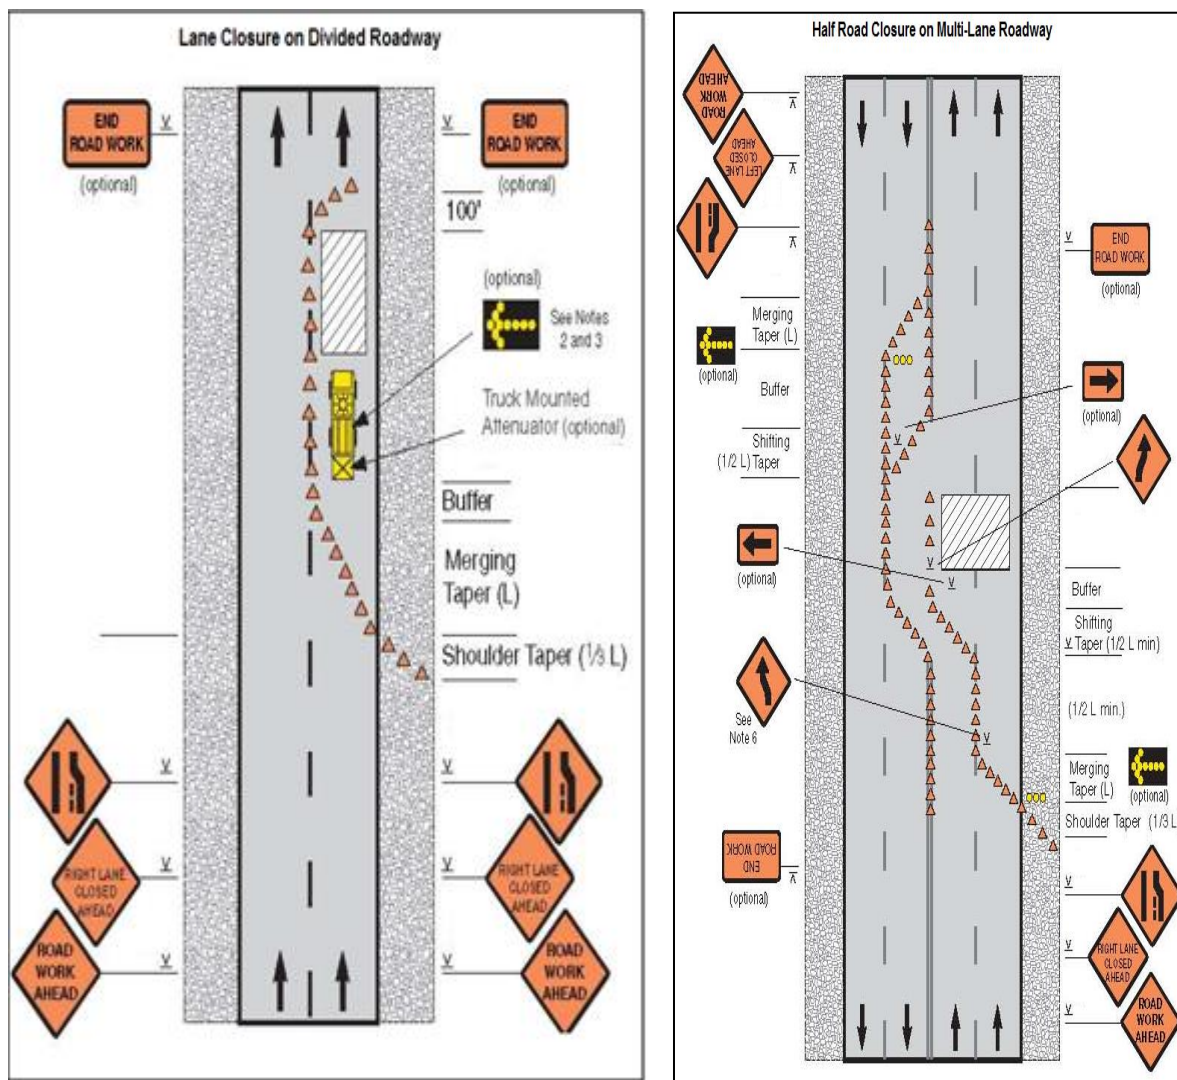 Lane Closure on Divided Roadway
END
ROAD WORK
(optional)
END
ROAD WORK
(optional)
100'
(optional)
See Notes
2 and 3
Truck Mounted
Attenuator (optional)
Buffer
Merging
Taper (L)
Shoulder Taper (1/3 L)
RIGHT LANE
CLOSED
AHEAD
RIGHT LANE
CLOSED
AHEAD
ROAD
WORK
AHEAD
ROAD
WORK
AHEAD
Half Road Closure on Multi-Lane Roadway
ROAD
WORK
AHEAD
LEFT LANE
CLOSED
AHEAD
END
ROAD WORK
(optional)
Merging
Taper (L)
(optional)
Buffer
(optional)
Shifting
(1/2 L) Taper
(optional)
Buffer
Shifting
Taper (1/2 L min)
See
Note 6
(1/2 L min.)
Merging
Taper (L)
(optional)
Shoulder Taper (1/3 L
END
ROAD WORK
(optional)
RIGHT LANE
CLOSED
AHEAD
ROAD
WORK
AHEAD